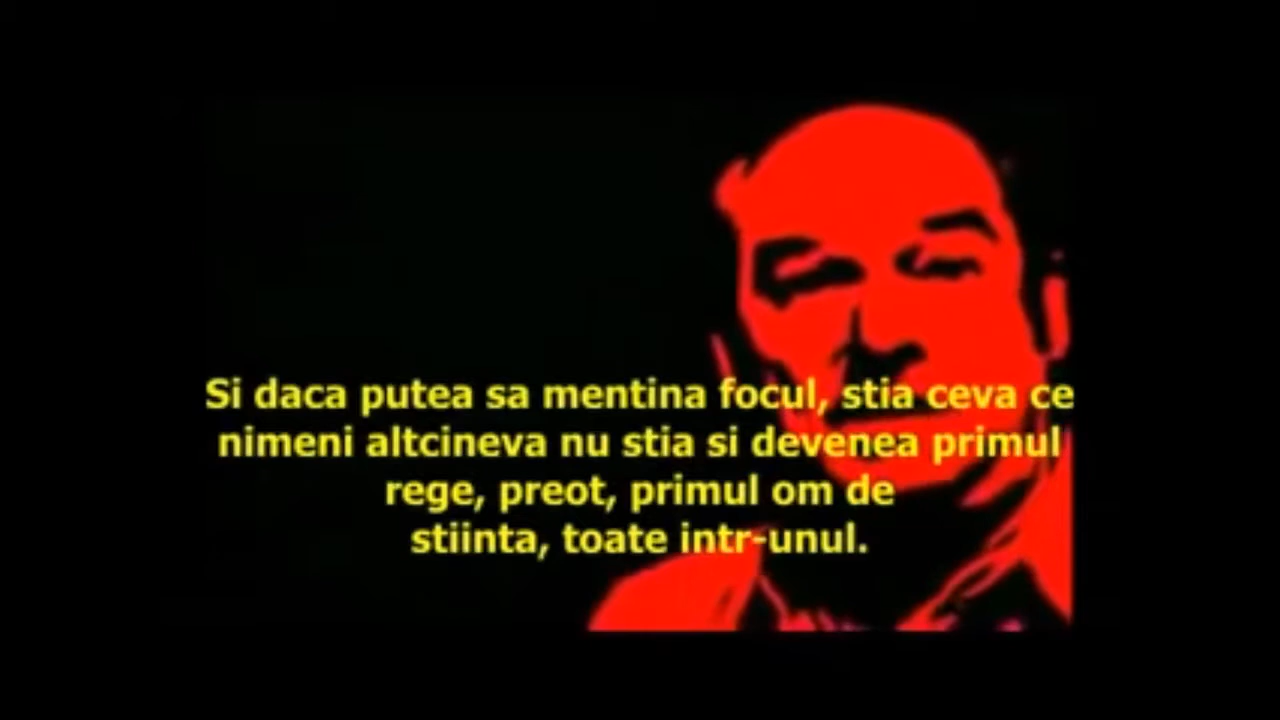 Si daca putea sa mentina focul, stia ceva ce
nimeni altcineva nu stia si devenea primul
rege, preot, primul om de
stiinta, toate intr-unul.